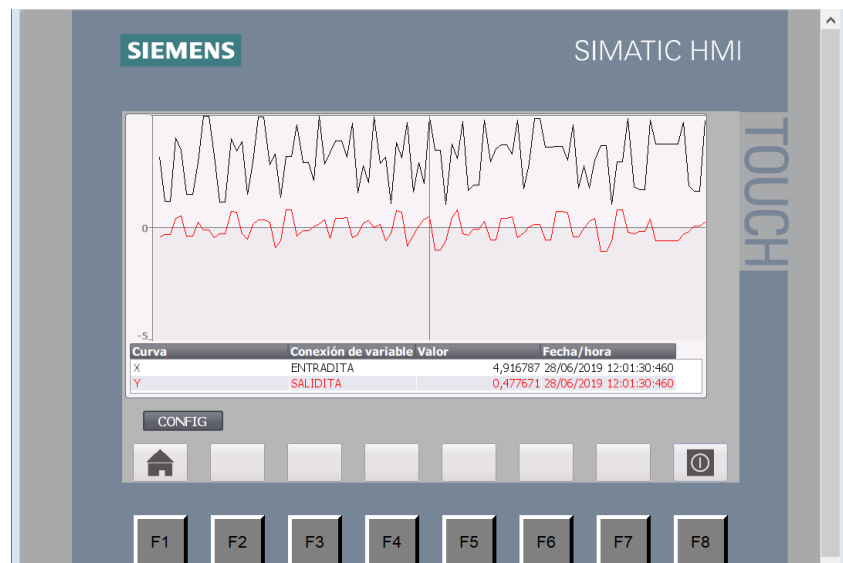 SIEMENS
SIMATIC HMI
TOUCH
0
-5
Curva Conexión de variable Valor Fecha/hora
X ENTRADITA 4,916787 28/06/2019 12:01:30:460
Y SALIDITA 0,477671 28/06/2019 12:01:30:460
CONFIG
F1 F2 F3 F4 F5 F6 F7 F8